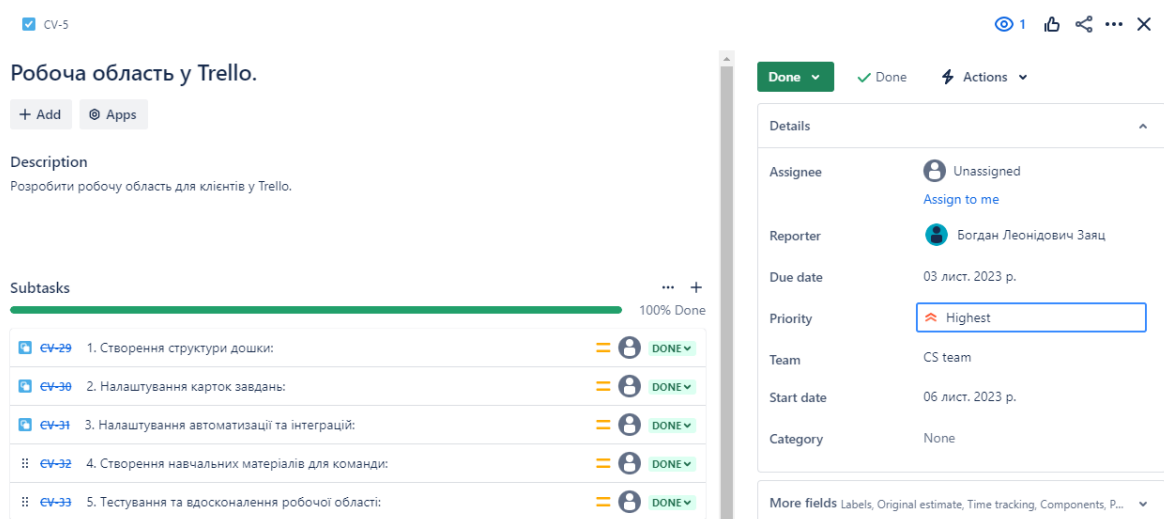 CV-5
1
Робоча область у Trello.
+ Add
Apps
Description
Розробити робочу область для клієнтів у Trello.
Subtasks
100% Done
CV-29 1. Створення структури дошки: DONE
CV-30 2. Налаштування карток завдань: DONE
CV-31 3. Налаштування автоматизації та інтеграцій: DONE
CV-32 4. Створення навчальних матеріалів для команди: DONE
CV-33 5. Тестування та вдосконалення робочої області: DONE
Done Done Actions
Details
Assignee Unassigned
Assign to me
Reporter Богдан Леонідович Заяц
Due date 03 лист. 2023 р.
Priority Highest
Team CS team
Start date 06 лист. 2023 р.
Category None
More fields Labels, Original estimate, Time tracking, Components, P...